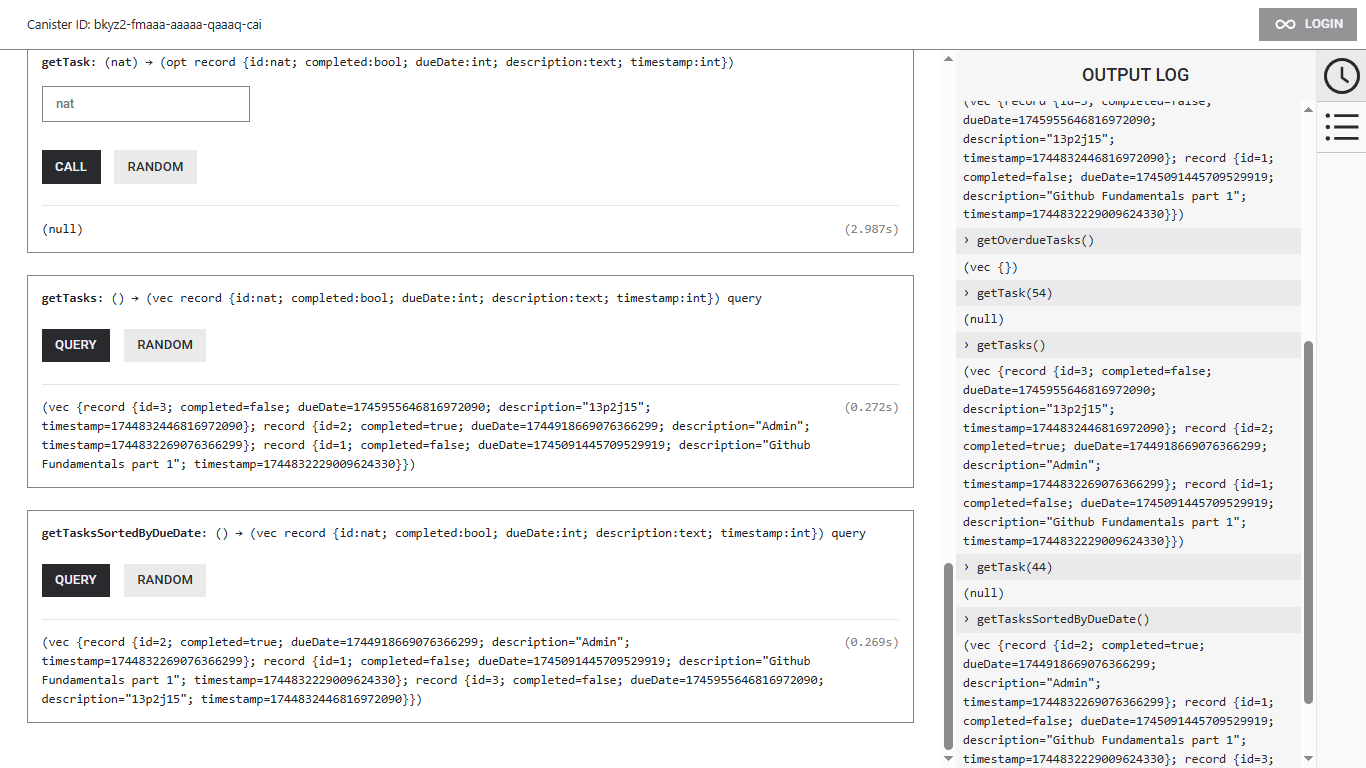 Canister ID: bkyz2-fmaaa-aaaaa-qaaaq-cai
LOGIN
getTask: (nat) → (opt record {id:nat; completed:bool; dueDate:int; description:text; timestamp:int})
nat
CALL
RANDOM
(null)
(2.987s)
getTasks: () → (vec record {id:nat; completed:bool; dueDate:int; description:text; timestamp:int}) query
QUERY
RANDOM
(vec {record {id=3; completed=false; dueDate=1745955646816972090; description="13p2j15";
(0.272s)
timestamp=1744832446816972090}; record {id=2; completed=true; dueDate=1744918669076366299; description="Admin";
timestamp=1744832269076366299}; record {id=1; completed=false; dueDate=1745091445709529919; description="Github
Fundamentals part 1"; timestamp=1744832229009624330}})
getTasksSortedByDueDate: () → (vec record {id:nat; completed:bool; dueDate:int; description:text; timestamp:int}) query
QUERY
RANDOM
(vec {record {id=2; completed=true; dueDate=1744918669076366299; description="Admin";
(0.269s)
timestamp=1744832269076366299}; record {id=1; completed=false; dueDate=1745091445709529919; description="Github
Fundamentals part 1"; timestamp=1744832229009624330}; record {id=3; completed=false; dueDate=1745955646816972090;
description="13p2j15"; timestamp=1744832446816972090}})
OUTPUT LOG
(vec {record {id=3; completed=false;
dueDate=1745955646816972090;
description="13p2j15";
timestamp=1744832446816972090}; record {id=1;
completed=false; dueDate=1745091445709529919;
description="Github Fundamentals part 1";
timestamp=1744832229009624330}})
› getOverdueTasks()
(vec {})
› getTask(54)
(null)
› getTasks()
(vec {record {id=3; completed=false;
dueDate=1745955646816972090;
description="13p2j15";
timestamp=1744832446816972090}; record {id=2;
completed=true; dueDate=1744918669076366299;
description="Admin";
timestamp=1744832269076366299}; record {id=1;
completed=false; dueDate=1745091445709529919;
description="Github Fundamentals part 1";
timestamp=1744832229009624330}})
› getTask(44)
(null)
› getTasksSortedByDueDate()
(vec {record {id=2; completed=true;
dueDate=1744918669076366299;
description="Admin";
timestamp=1744832269076366299}; record {id=1;
completed=false; dueDate=1745091445709529919;
description="Github Fundamentals part 1";
timestamp=1744832229009624330}; record {id=3;